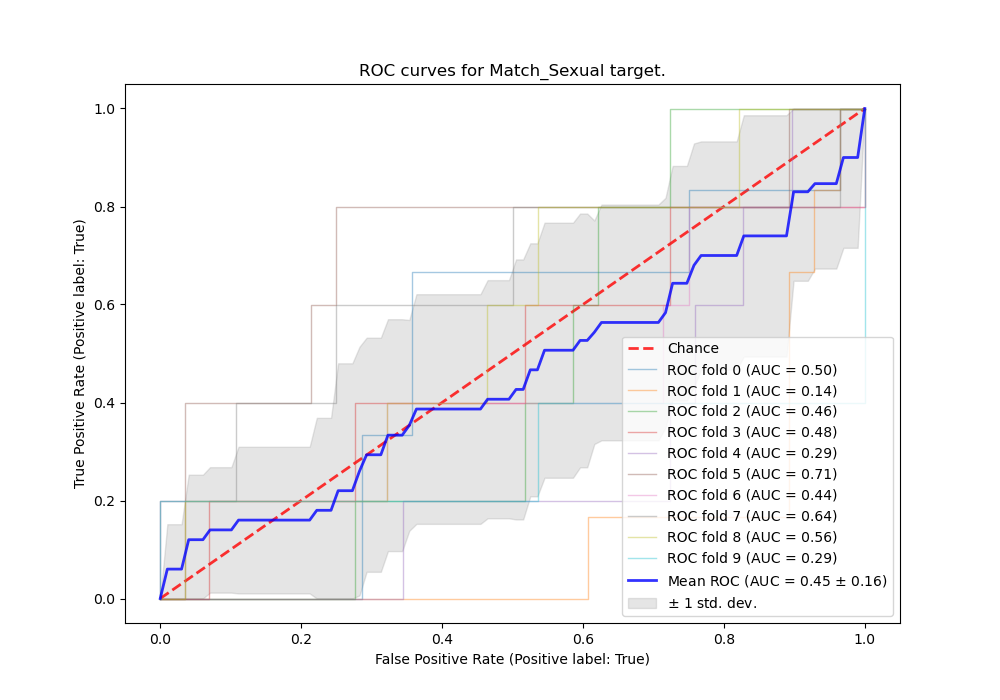 ROC curves for Match_Sexual target.
True Positive Rate (Positive label: True)
1.0
0.8
0.6
0.4
0.2
0.0
Chance
ROC fold 0 (AUC = 0.50)
ROC fold 1 (AUC = 0.14)
ROC fold 2 (AUC = 0.46)
ROC fold 3 (AUC = 0.48)
ROC fold 4 (AUC = 0.29)
ROC fold 5 (AUC = 0.71)
ROC fold 6 (AUC = 0.44)
ROC fold 7 (AUC = 0.64)
ROC fold 8 (AUC = 0.56)
ROC fold 9 (AUC = 0.29)
Mean ROC (AUC = 0.45 ± 0.16)
± 1 std. dev.
0.0 0.2 0.4 0.6 0.8 1.0
False Positive Rate (Positive label: True)